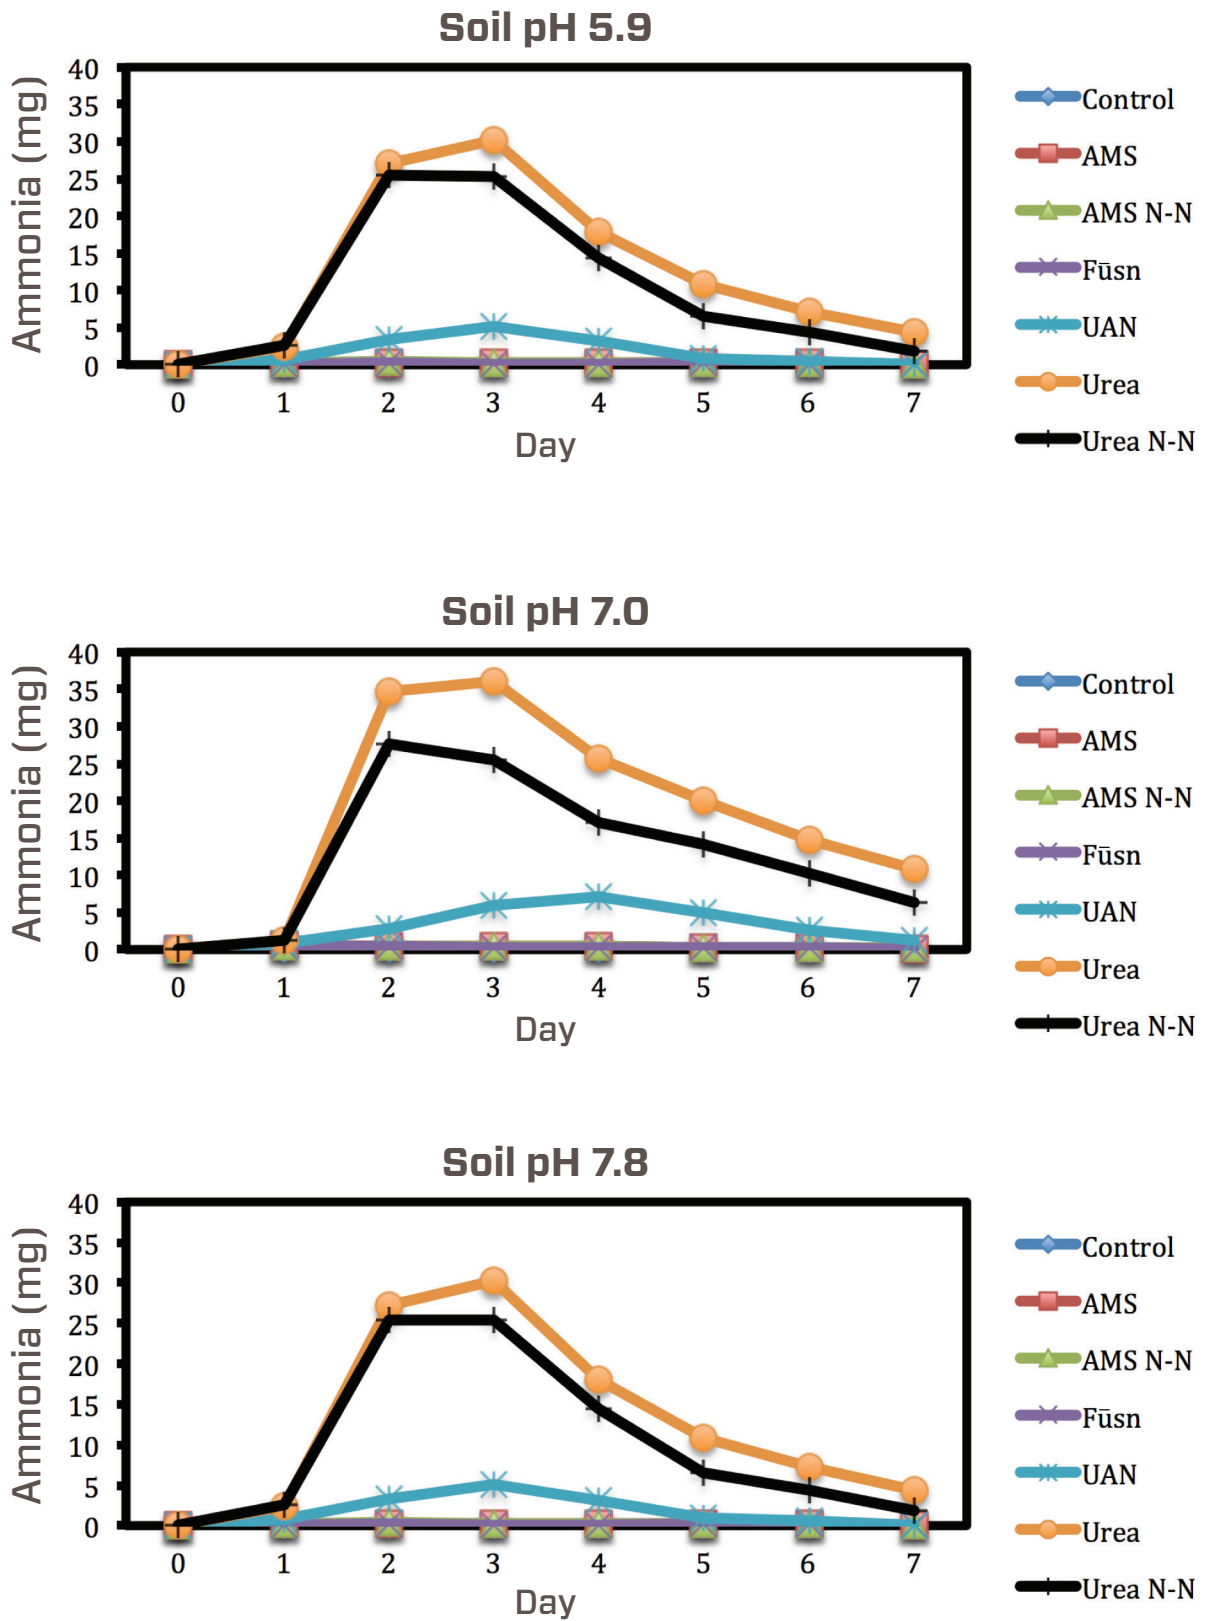 Soil pH 5.9
Ammonia (mg)
40
35
30
25
20
15
10
5
0
0 1 2 3 4 5 6 7
Day
Control
AMS
AMS N-N
Fūsn
UAN
Urea
Urea N-N
Soil pH 7.0
Ammonia (mg)
40
35
30
25
20
15
10
5
0
0 1 2 3 4 5 6 7
Day
Control
AMS
AMS N-N
Fūsn
UAN
Urea
Urea N-N
Soil pH 7.8
Ammonia (mg)
40
35
30
25
20
15
10
5
0
0 1 2 3 4 5 6 7
Day
Control
AMS
AMS N-N
Fūsn
UAN
Urea
Urea N-N